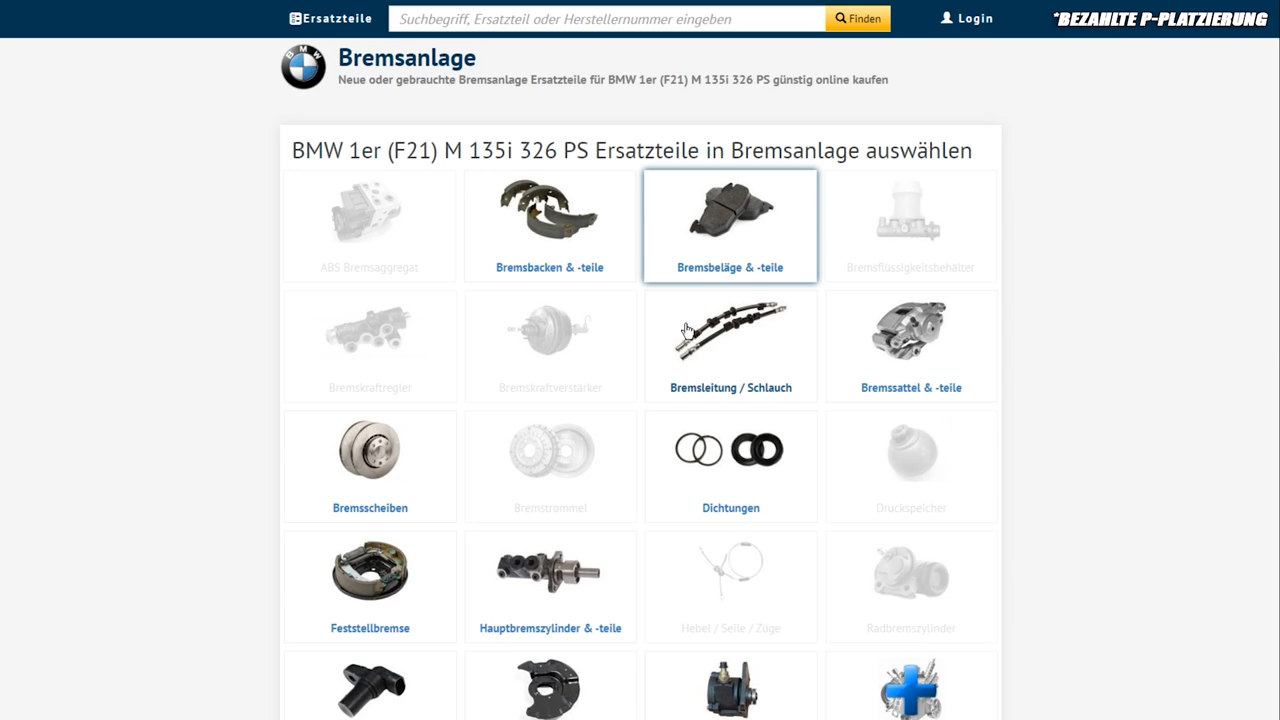 Ersatzteile
Suchbegriff, Ersatzteil oder Herstellernummer eingeben
Finden
Login
*BEZAHLTE P-PLATZIERUNG
BMW
Bremsanlage
Neue oder gebrauchte Bremsanlage Ersatzteile für BMW 1er (F21) M 135i 326 PS günstig online kaufen
BMW 1er (F21) M 135i 326 PS Ersatzteile in Bremsanlage auswählen
ABS Bremsaggregat
Bremsbacken & -teile
Bremsbeläge & -teile
Bremsflüssigkeitsbehälter
Bremskraftregler
Bremskraftverstärker
Bremsleitung / Schlauch
Bremssattel & -teile
Bremsscheiben
Bremstrommel
Dichtungen
Druckspeicher
Feststellbremse
Hauptbremszylinder & -teile
Hebel / Seile / Züge
Radbremszylinder